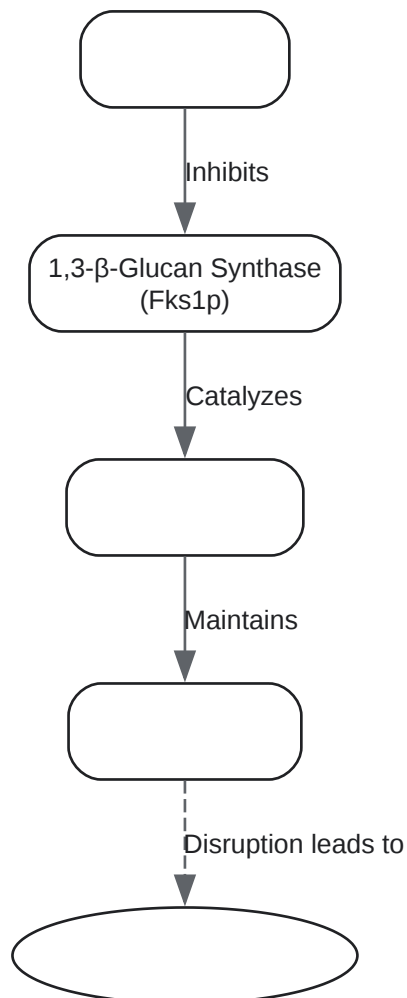 Inhibits
1,3-β-Glucan Synthase
(Fks1p)
Catalyzes
Maintains
Disruption leads to